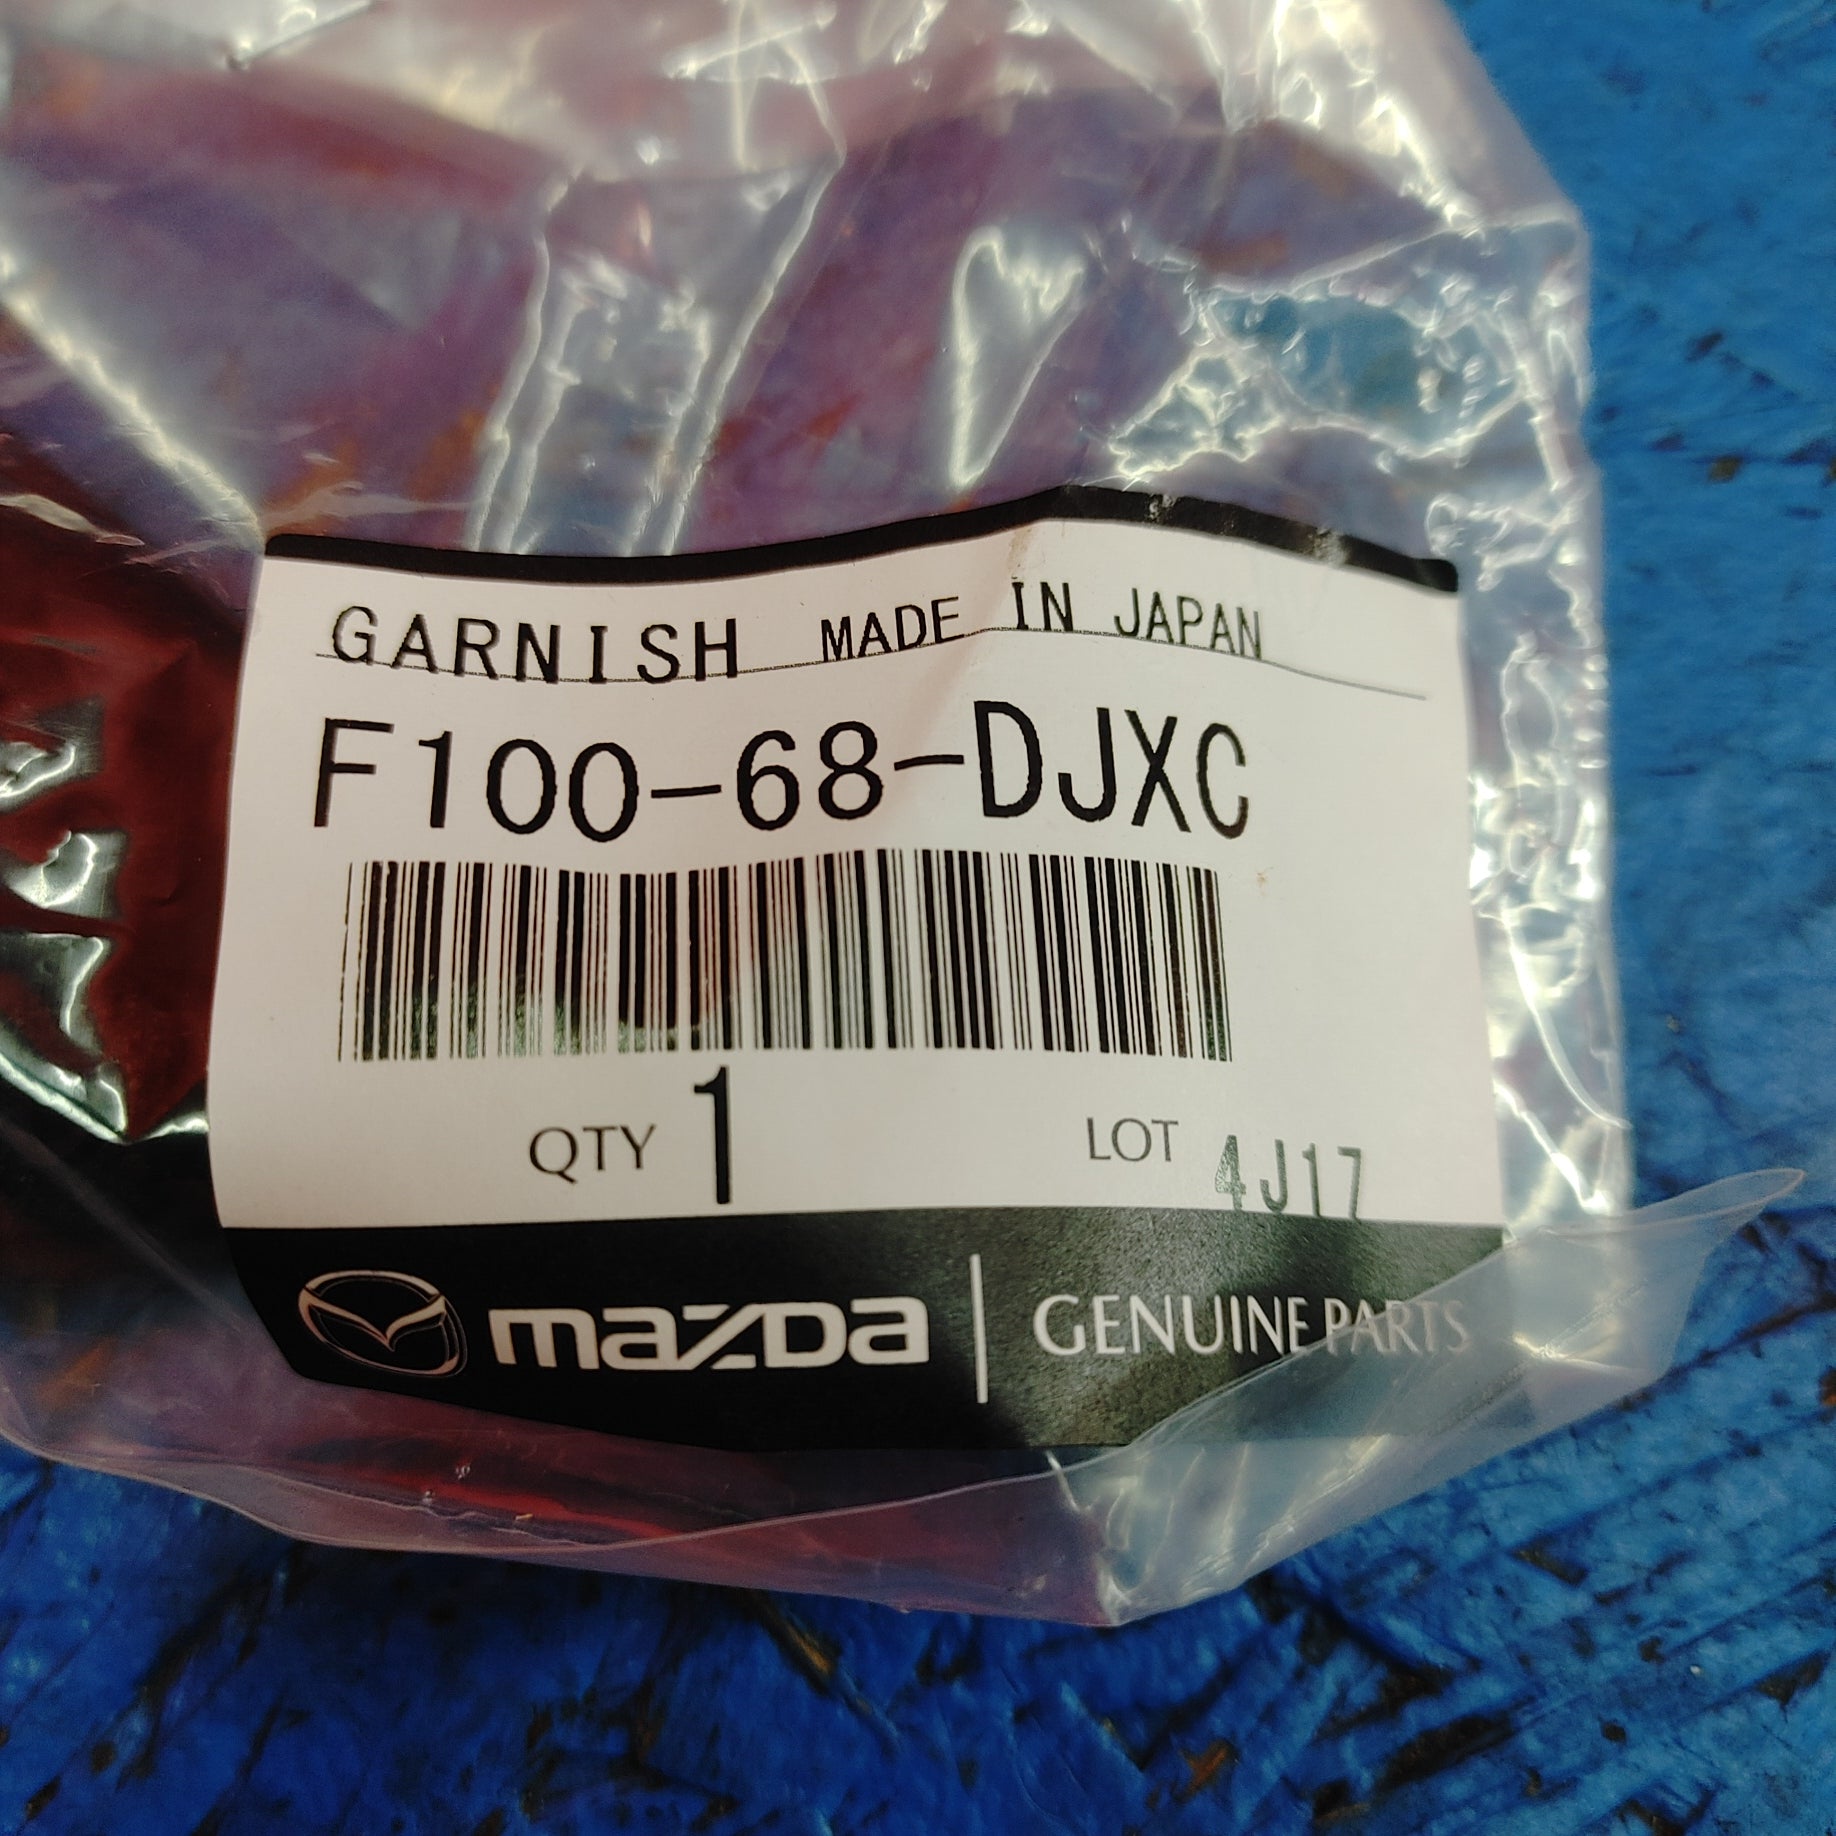 GARNISH MADE IN JAPAN
F100-68-DJXC
QTY 1 LOT 4J17
mazda | GENUINE PARTS